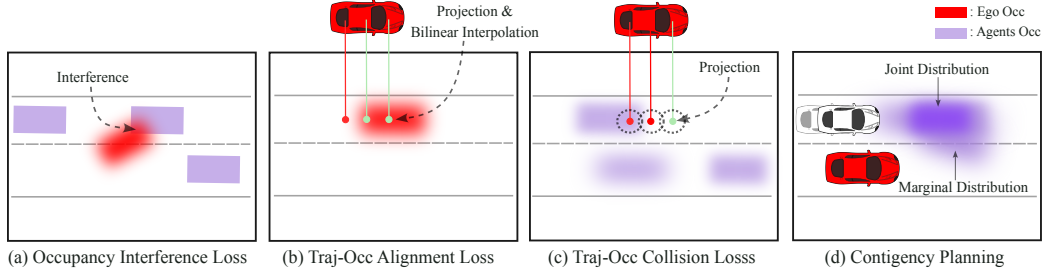 : Ego Occ
: Agents Occ
Interference
Projection &
Bilinear Interpolation
Projection
Joint Distribution
Marginal Distribution
(a) Occupancy Interference Loss
(b) Traj-Occ Alignment Loss
(c) Traj-Occ Collision Losss
(d) Contigency Planning